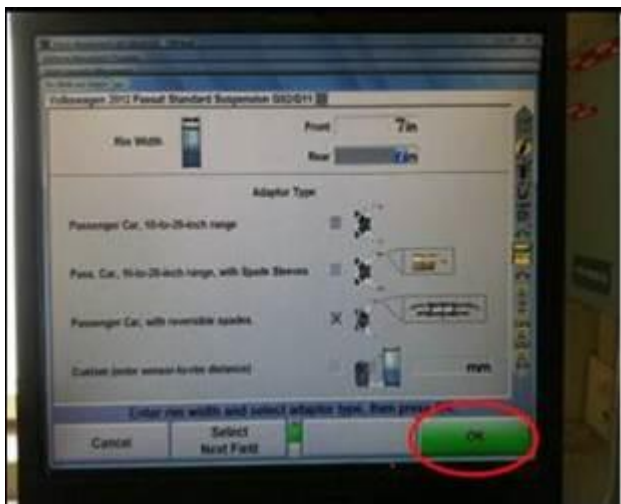 Volkswagen 2012 Passat Standard Suspension
Rim Width
Front
7in
Rear
7in
Adaptor Type
Passenger Car, 10-to-28-inch range
Pass. Car, 10-to-28-inch range, with Spade Sleeves
Passenger Car, with reversible spades
Custom (enter sensor-to-rim distance)
mm
Enter rim width and select adaptor type, then press OK
Cancel
Select
Next Field
OK